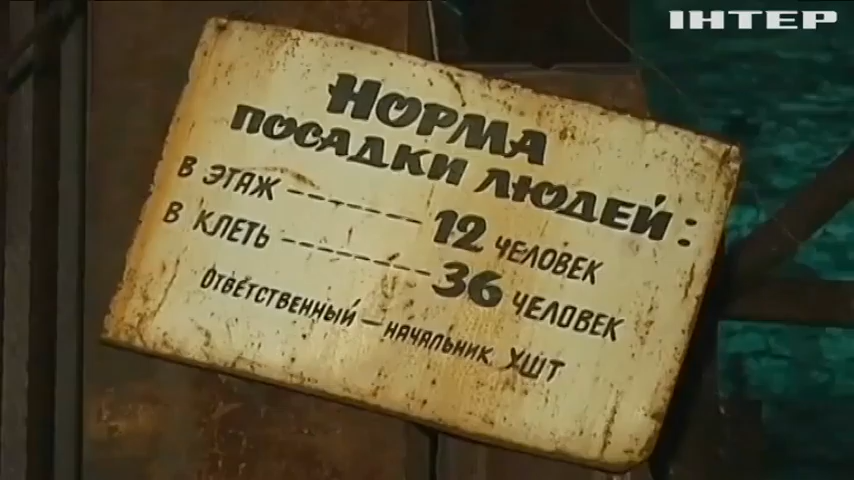 ІНТЕР
НОРМА
ПОСАДКИ ЛЮДЕЙ:
В ЭТАЖ ------- 12 ЧЕЛОВЕК
В КЛЕТЬ ------- 36 ЧЕЛОВЕК
ОТВЕТСТВЕННЫЙ — НАЧАЛЬНИК УШТ